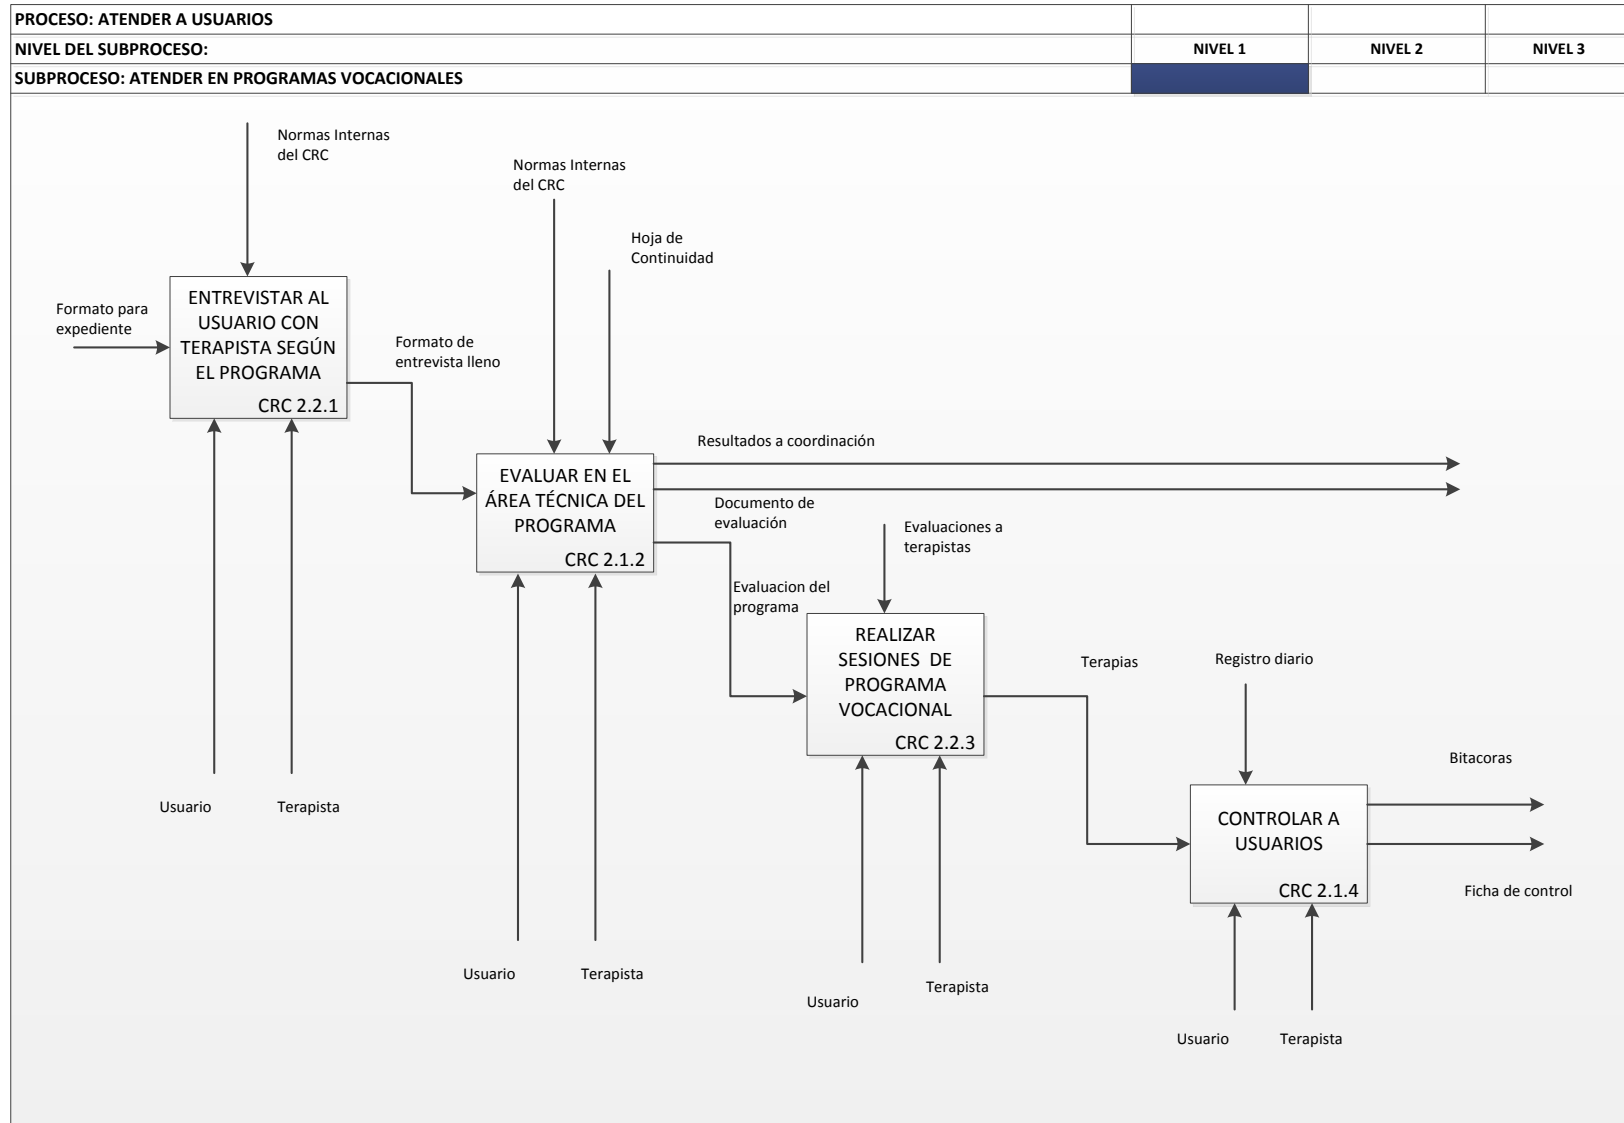 PROCESO: ATENDER A USUARIOS
NIVEL DEL SUBPROCESO:
NIVEL 1
NIVEL 2
NIVEL 3
SUBPROCESO: ATENDER EN PROGRAMAS VOCACIONALES
Normas Internas
del CRC
Normas Internas
del CRC
Hoja de
Continuidad
Formato para
expediente
ENTREVISTAR AL
USUARIO CON
TERAPISTA SEGÚN
EL PROGRAMA
CRC 2.2.1
Formato de
entrevista lleno
Resultados a coordinación
EVALUAR EN EL
ÁREA TÉCNICA DEL
PROGRAMA
CRC 2.1.2
Documento de
evaluación
Evaluaciones a
terapistas
Evaluacion del
programa
REALIZAR
SESIONES  DE
PROGRAMA
VOCACIONAL
CRC 2.2.3
Terapias
Registro diario
Bitacoras
Usuario
Terapista
CONTROLAR A
USUARIOS
CRC 2.1.4
Ficha de control
Usuario
Terapista
Usuario
Terapista
Usuario
Terapista